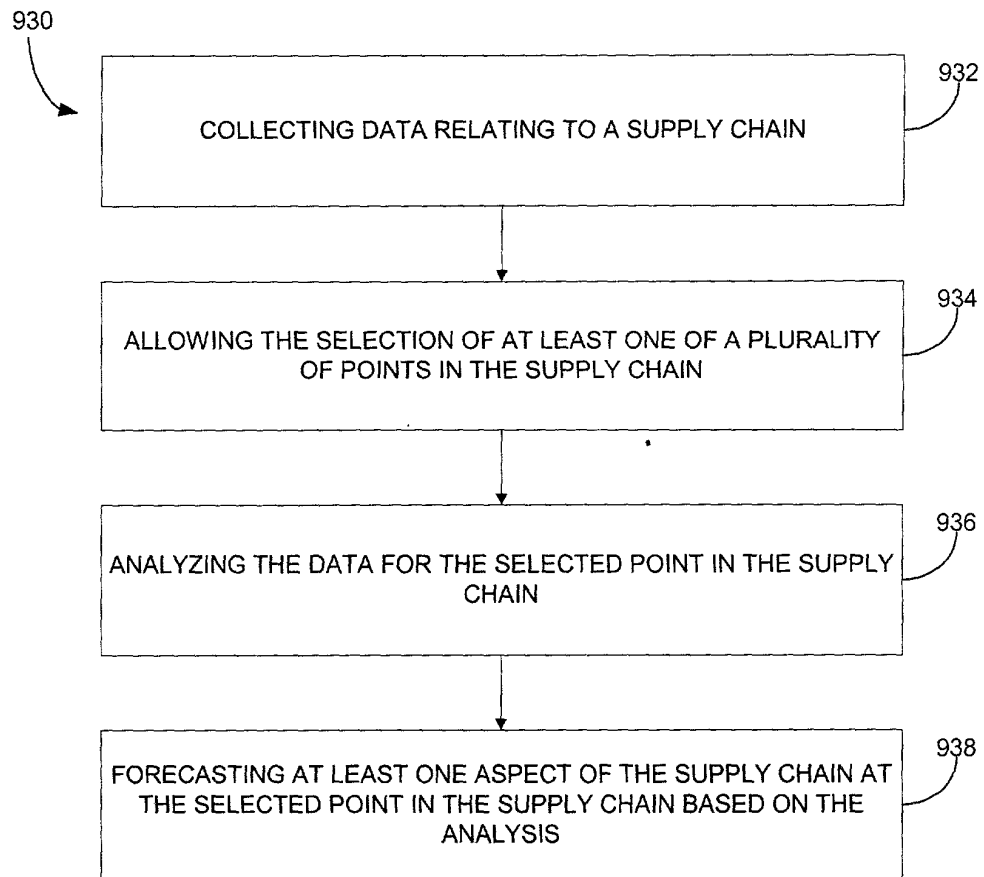 930
COLLECTING DATA RELATING TO A SUPPLY CHAIN
932
ALLOWING THE SELECTION OF AT LEAST ONE OF A PLURALITY
OF POINTS IN THE SUPPLY CHAIN
934
ANALYZING THE DATA FOR THE SELECTED POINT IN THE SUPPLY
CHAIN
936
FORECASTING AT LEAST ONE ASPECT OF THE SUPPLY CHAIN AT
THE SELECTED POINT IN THE SUPPLY CHAIN BASED ON THE
ANALYSIS
938